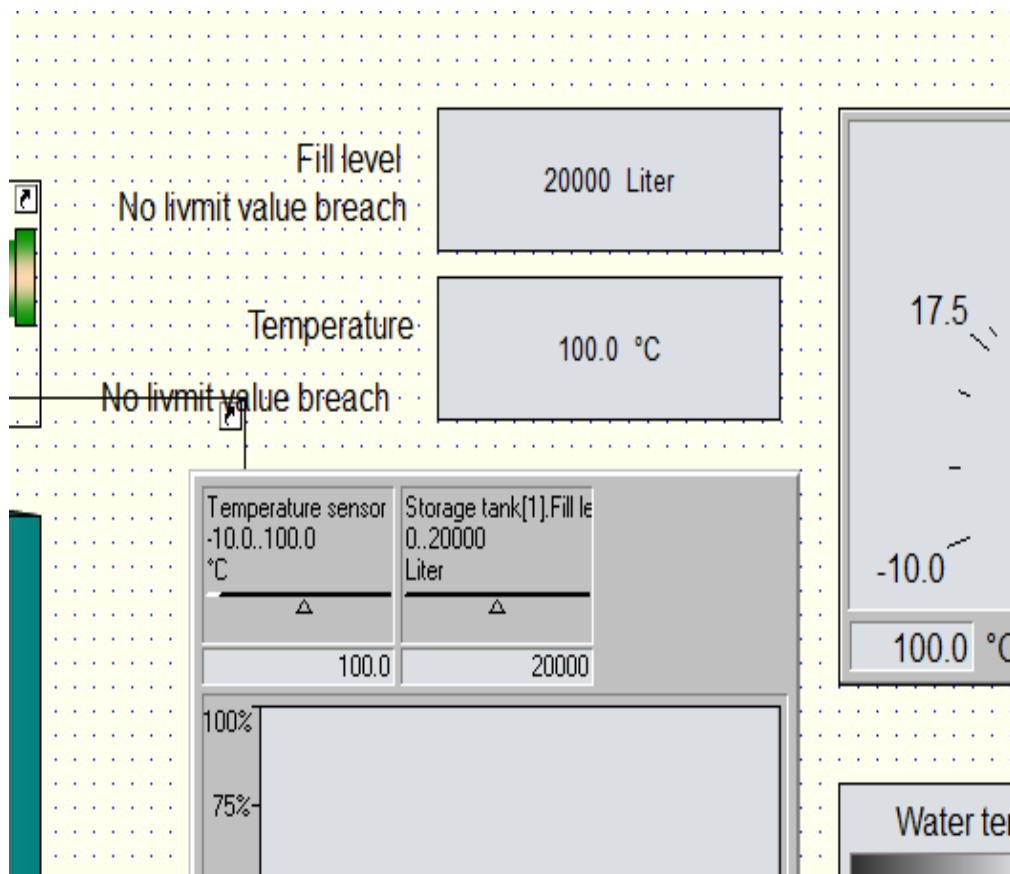 Fill level
No livmit value breach
20000 Liter
Temperature
100.0 °C
No livmit value breach
17.5
-10.0
100.0 °C
Temperature sensor
-10.0..100.0
°C
100.0
Storage tank[1].Fill le
0..20000
Liter
20000
100%
75%
Water ter